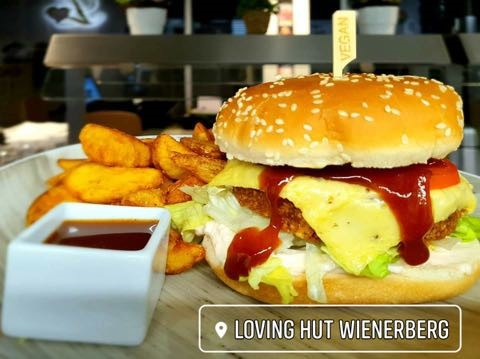 VEGAN
LOVING HUT WIENERBERG